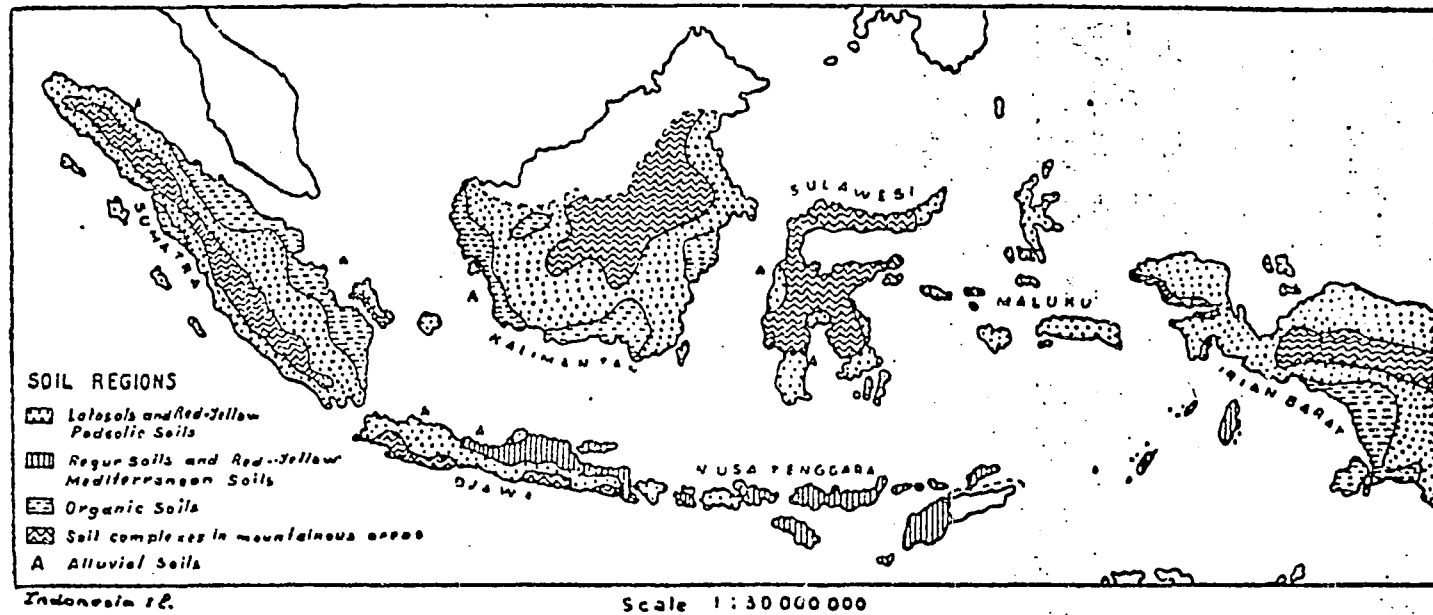 SUMATRA
KALIMANTAN
SULAWESI
MALUKU
IRIAN BARAT
DJAWA
NUSA TENGGARA
A
A
A
A
A
A
A
A
SOIL REGIONS
Latosols and Red-Yellow
Podsolic Soils
Regur Soils and Red-Yellow
Mediterranean Soils
Organic Soils
Soil complexes in mountainous areas
A Alluvial Soils
Indonesia
Scale 1:30 000 000